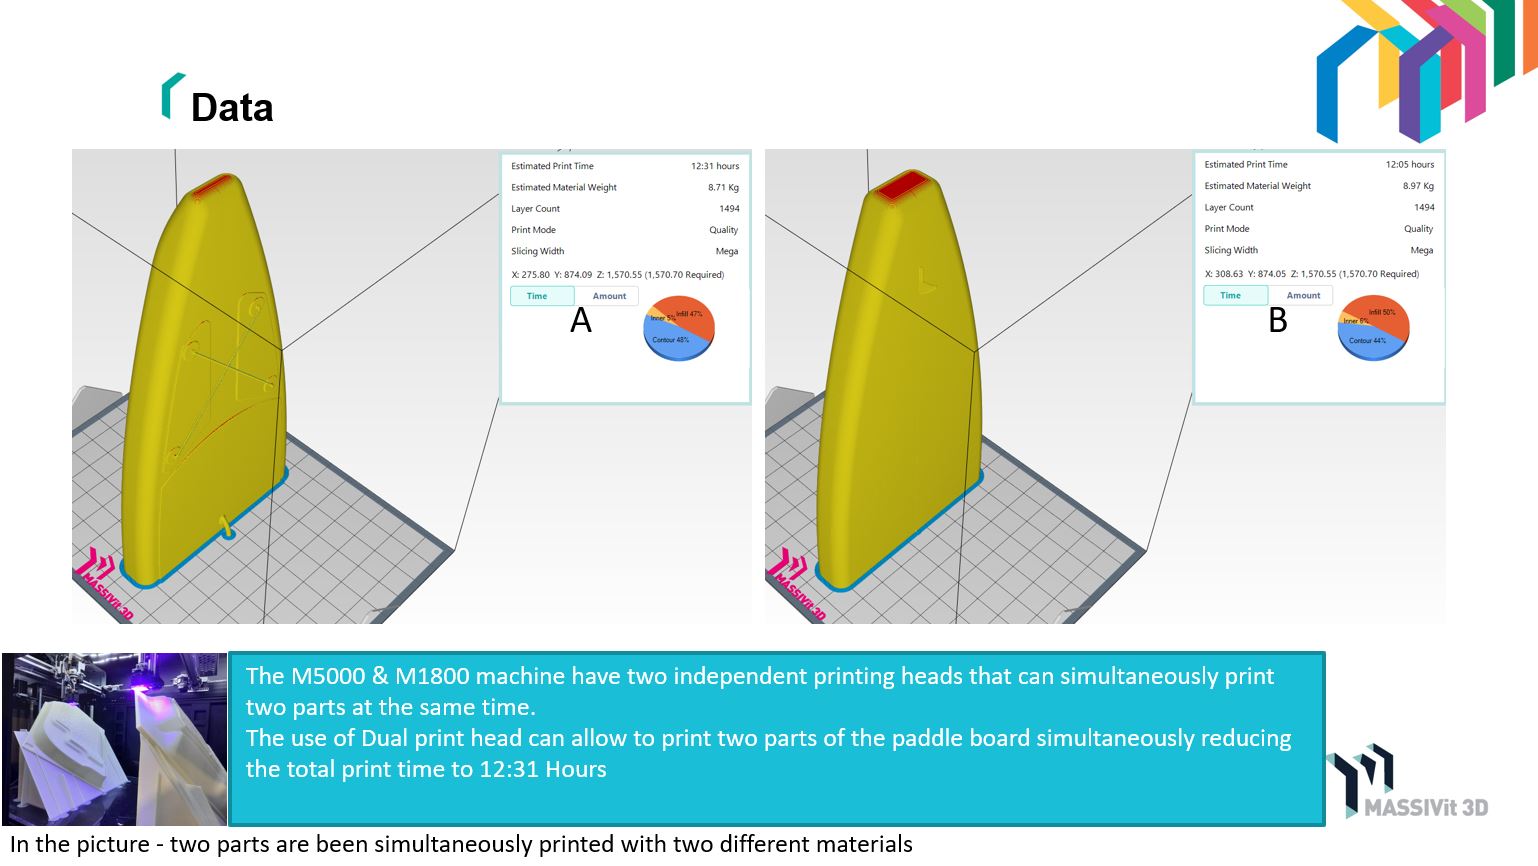 Data
Estimated Print Time 12:31 hours
Estimated Material Weight 8.71 Kg
Layer Count 1494
Print Mode Quality
Slicing Width Mega
X: 275.80 Y: 874.09 Z: 1,570.55 (1,570.70 Required)
Time Amount
A
Inner 5% Infill 47%
Contour 48%
MASSIVit 3D
Estimated Print Time 12:05 hours
Estimated Material Weight 8.97 Kg
Layer Count 1494
Print Mode Quality
Slicing Width Mega
X: 308.63 Y: 874.05 Z: 1,570.55 (1,570.70 Required)
Time Amount
B
Infill 50%
Inner 6%
Contour 44%
MASSIVit 3D
The M5000 & M1800 machine have two independent printing heads that can simultaneously print
two parts at the same time.
The use of Dual print head can allow to print two parts of the paddle board simultaneously reducing
the total print time to 12:31 Hours
MASSIVit 3D
In the picture - two parts are been simultaneously printed with two different materials